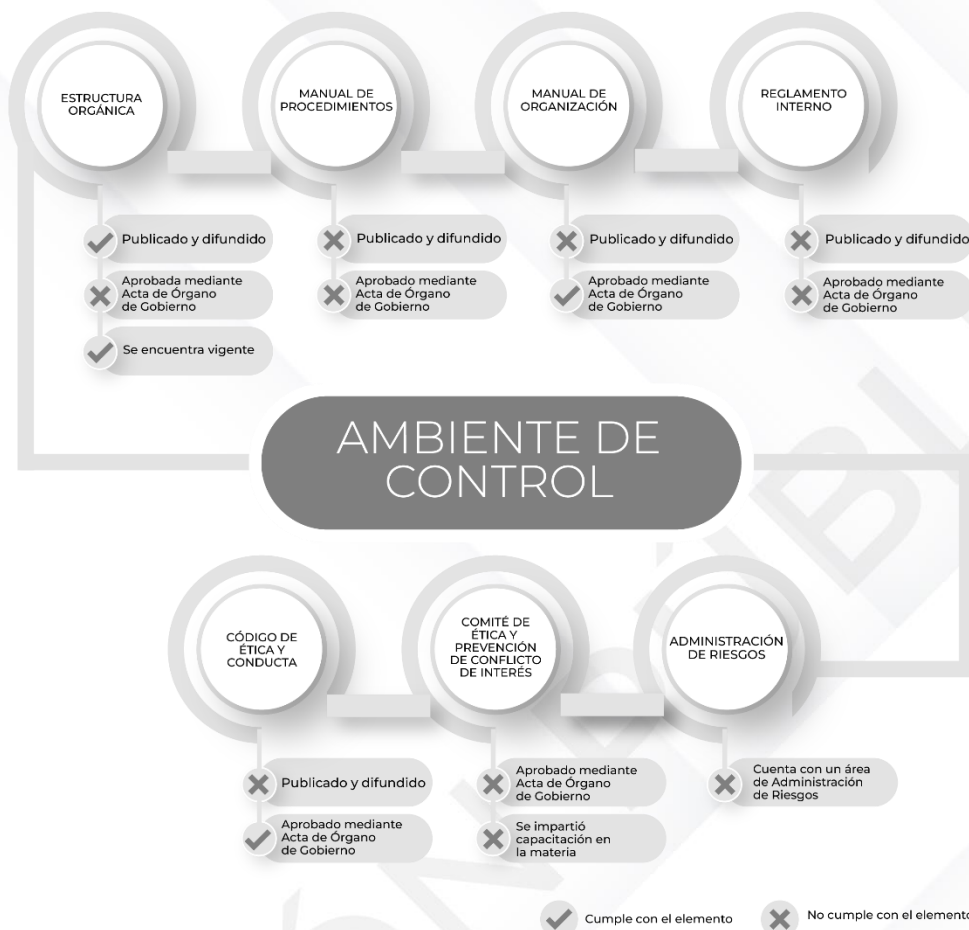 ESTRUCTURA
ORGÁNICA
MANUAL DE
PROCEDIMIENTOS
MANUAL DE
ORGANIZACIÓN
REGLAMENTO
INTERNO
Publicado y difundido
Aprobada mediante
Acta de Órgano
de Gobierno
Se encuentra vigente
Publicado y difundido
Aprobado mediante
Acta de Órgano
de Gobierno
Publicado y difundido
Aprobado mediante
Acta de Órgano
de Gobierno
Publicado y difundido
Aprobado mediante
Acta de Órgano
de Gobierno
AMBIENTE DE
CONTROL
CÓDIGO DE
ÉTICA Y
CONDUCTA
COMITÉ DE
ÉTICA Y
PREVENCIÓN
DE CONFLICTO
DE INTERÉS
ADMINISTRACIÓN
DE RIESGOS
Publicado y difundido
Aprobado mediante
Acta de Órgano
de Gobierno
Aprobado mediante
Acta de Órgano
de Gobierno
Se impartió
capacitación en
la materia
Cuenta con un área
de Administración
de Riesgos
Cumple con el elemento
No cumple con el elemento